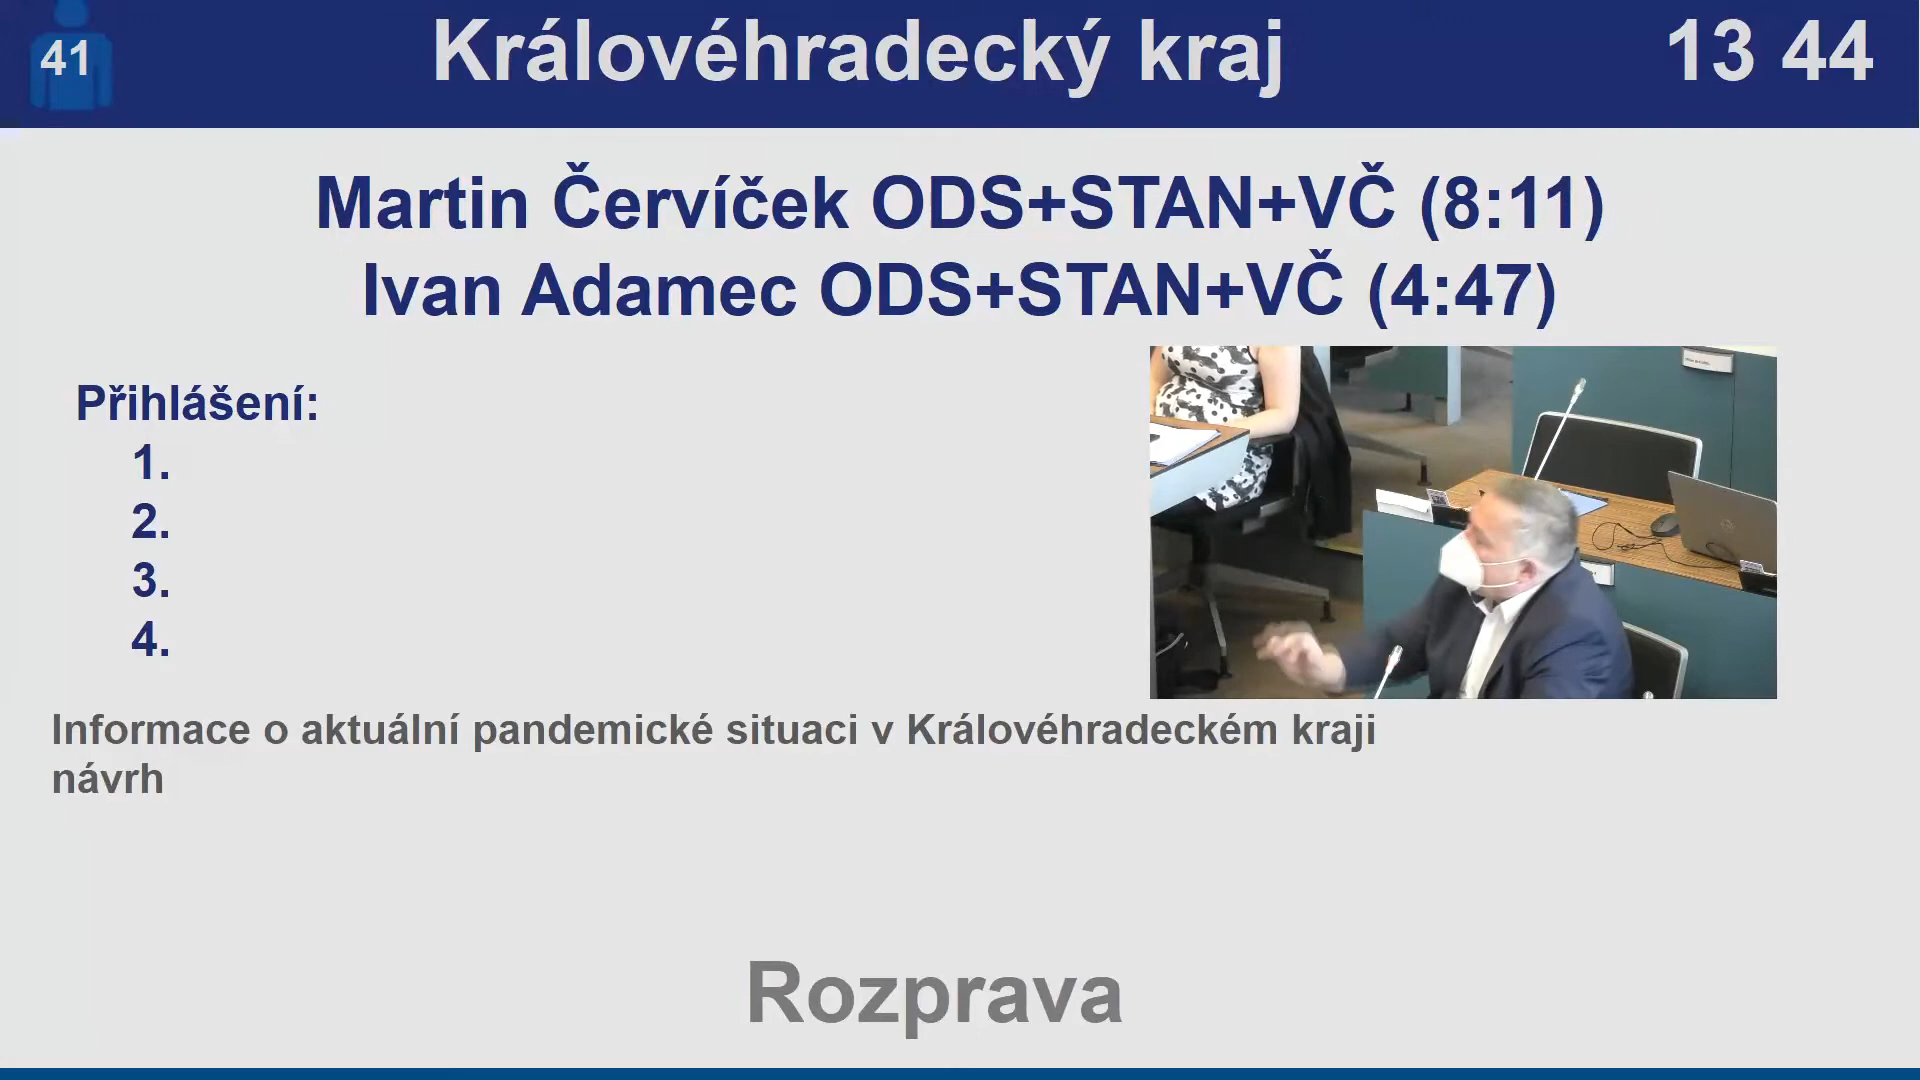 41
Královéhradecký kraj
13 44
Martin Červíček ODS+STAN+VČ (8:11)
Ivan Adamec ODS+STAN+VČ (4:47)
Přihlášení:
1.
2.
3.
4.
Informace o aktuální pandemické situaci v Královéhradeckém kraji
návrh
Rozprava